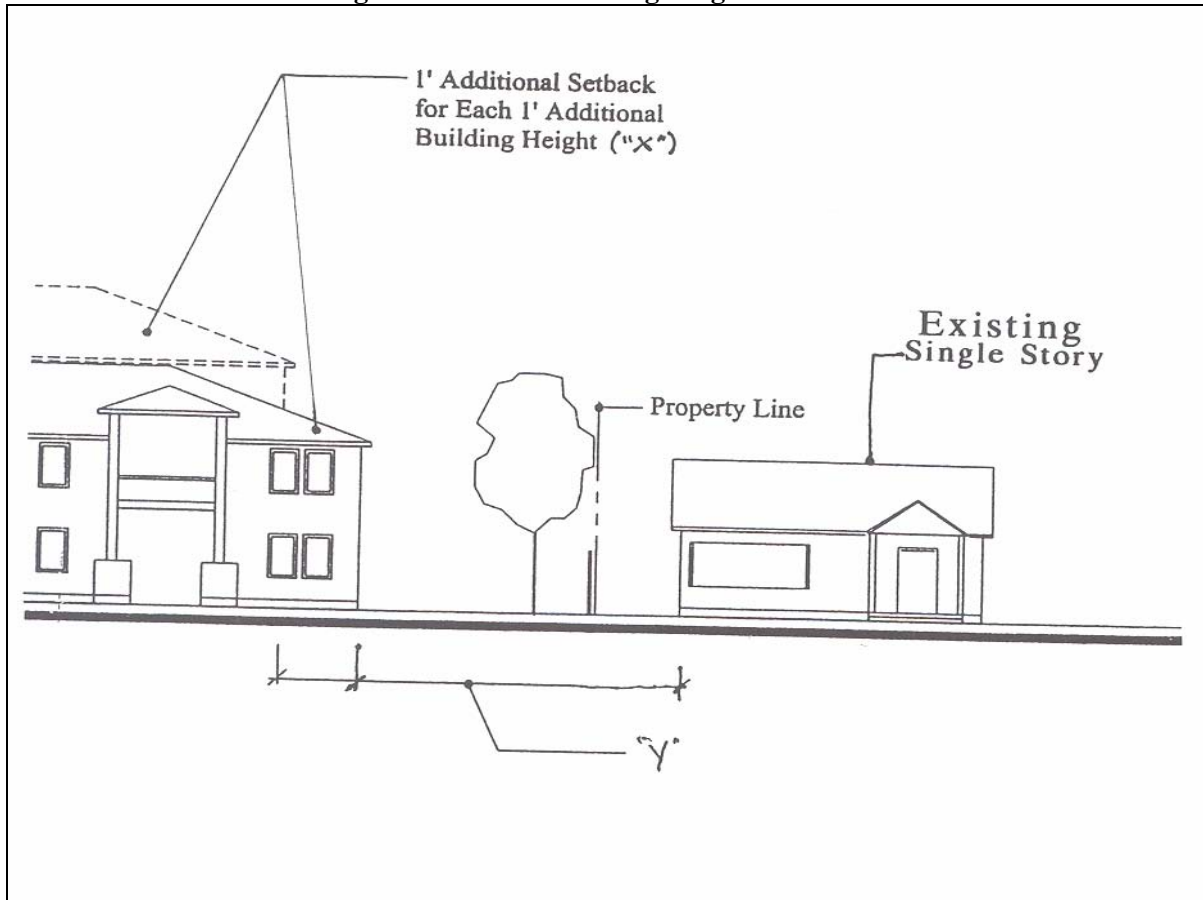 1' Additional Setback
for Each 1' Additional
Building Height ("X")
Existing
Single Story
Property Line
"Y"